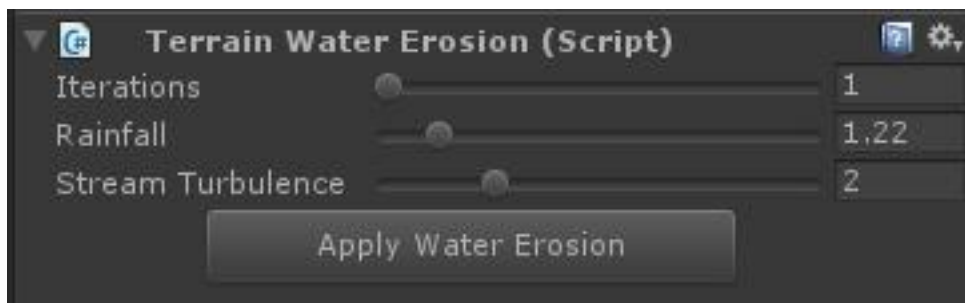 Terrain Water Erosion (Script)
Iterations 1
Rainfall 1.22
Stream Turbulence 2
Apply Water Erosion